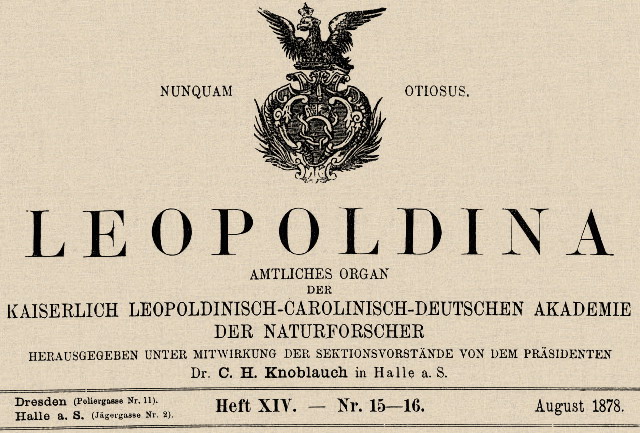 NUNQUAM OTIOSUS.
LEOPOLDINA
AMTLICHES ORGAN
DER
KAISERLICH LEOPOLDINISCH-CAROLINISCH-DEUTSCHEN AKADEMIE
DER NATURFORSCHER
HERAUSGEGEBEN UNTER MITWIRKUNG DER SEKTIONSVORSTÄNDE VON DEM PRÄSIDENTEN
Dr. C. H. Knoblauch in Halle a. S.
Dresden (Poliergasse Nr. 11).
Halle a. S. (Jägergasse Nr. 2).
Heft XIV. — Nr. 15—16.
August 1878.